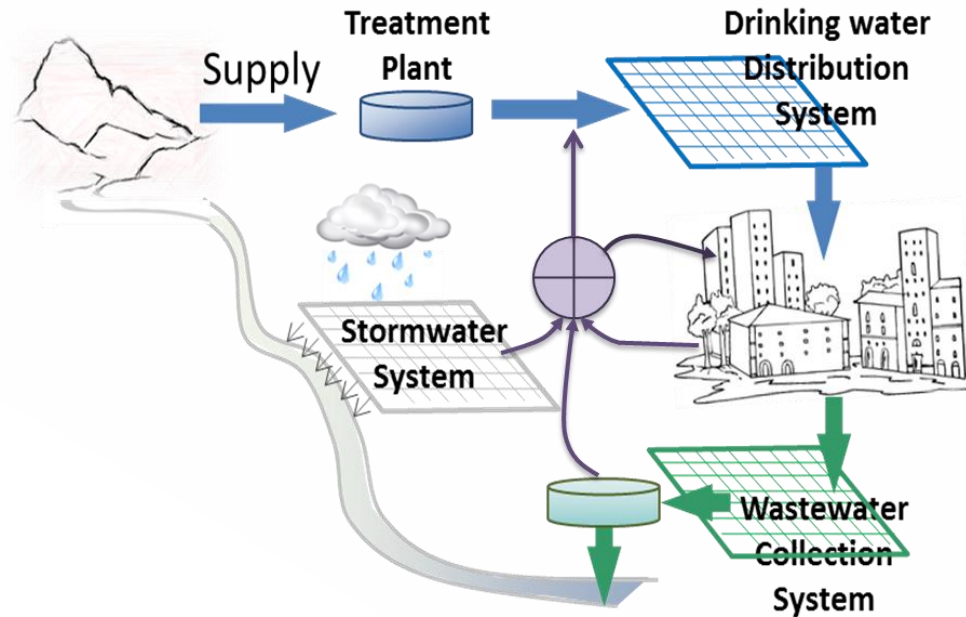 Treatment
Plant
Supply
Drinking water
Distribution
System
Stormwater
System
Wastewater
Collection
System